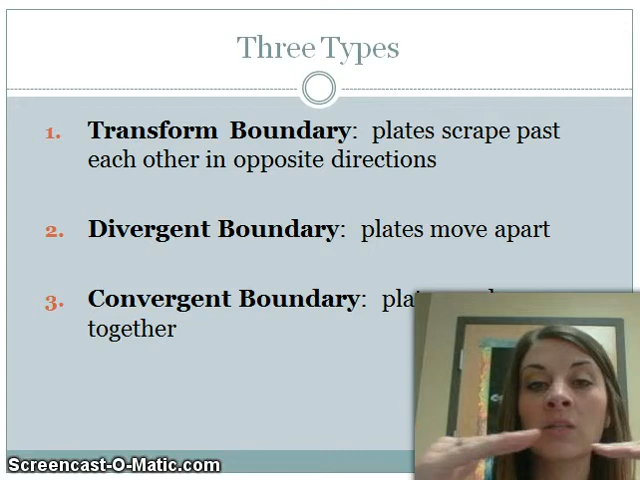 Three Types
1. Transform Boundary: plates scrape past
each other in opposite directions
2. Divergent Boundary: plates move apart
3. Convergent Boundary:
together
Screencast-O-Matic.com